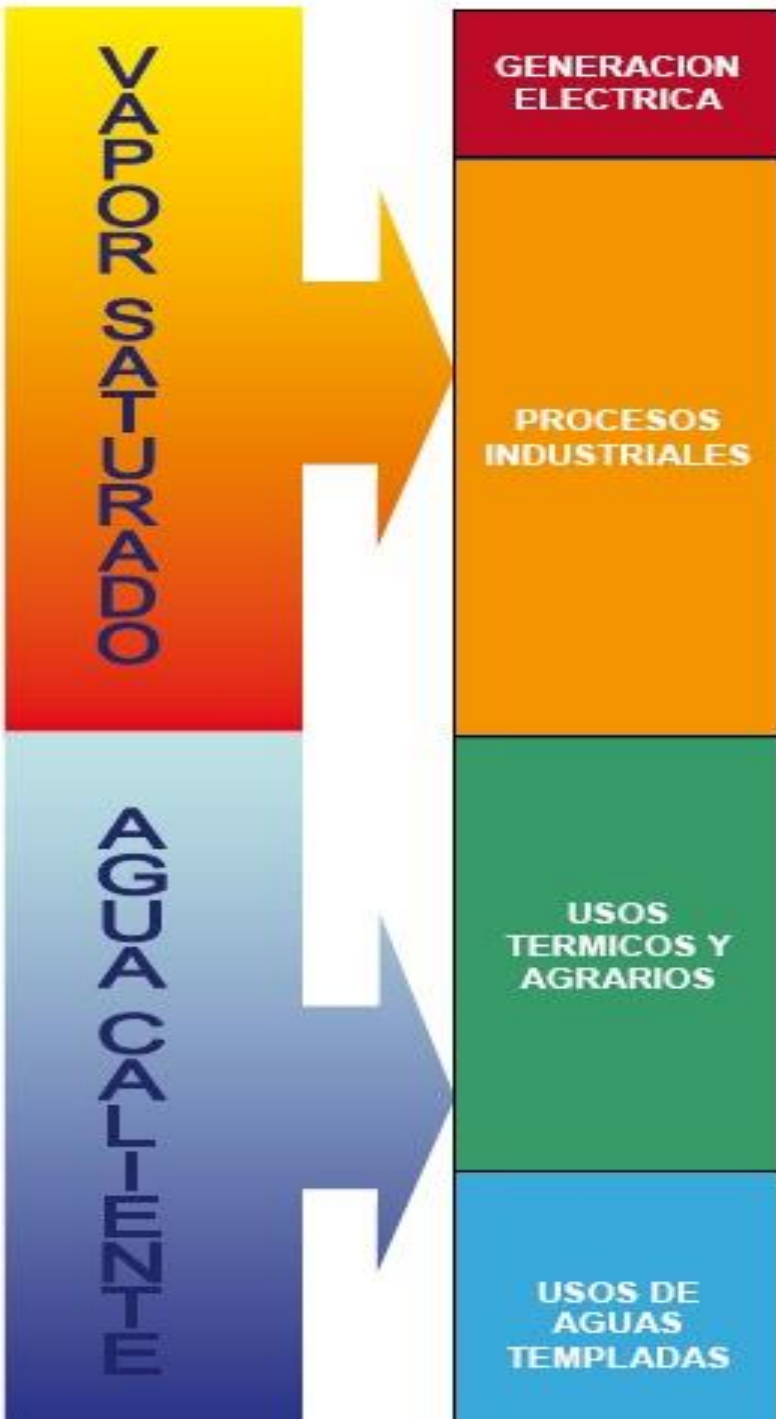 VAPOR SATURADO
GENERACION
ELECTRICA
PROCESOS
INDUSTRIALES
AGUA CALIENTE
USOS
TERMICOS Y
AGRARIOS
USOS DE
AGUAS
TEMPLADAS